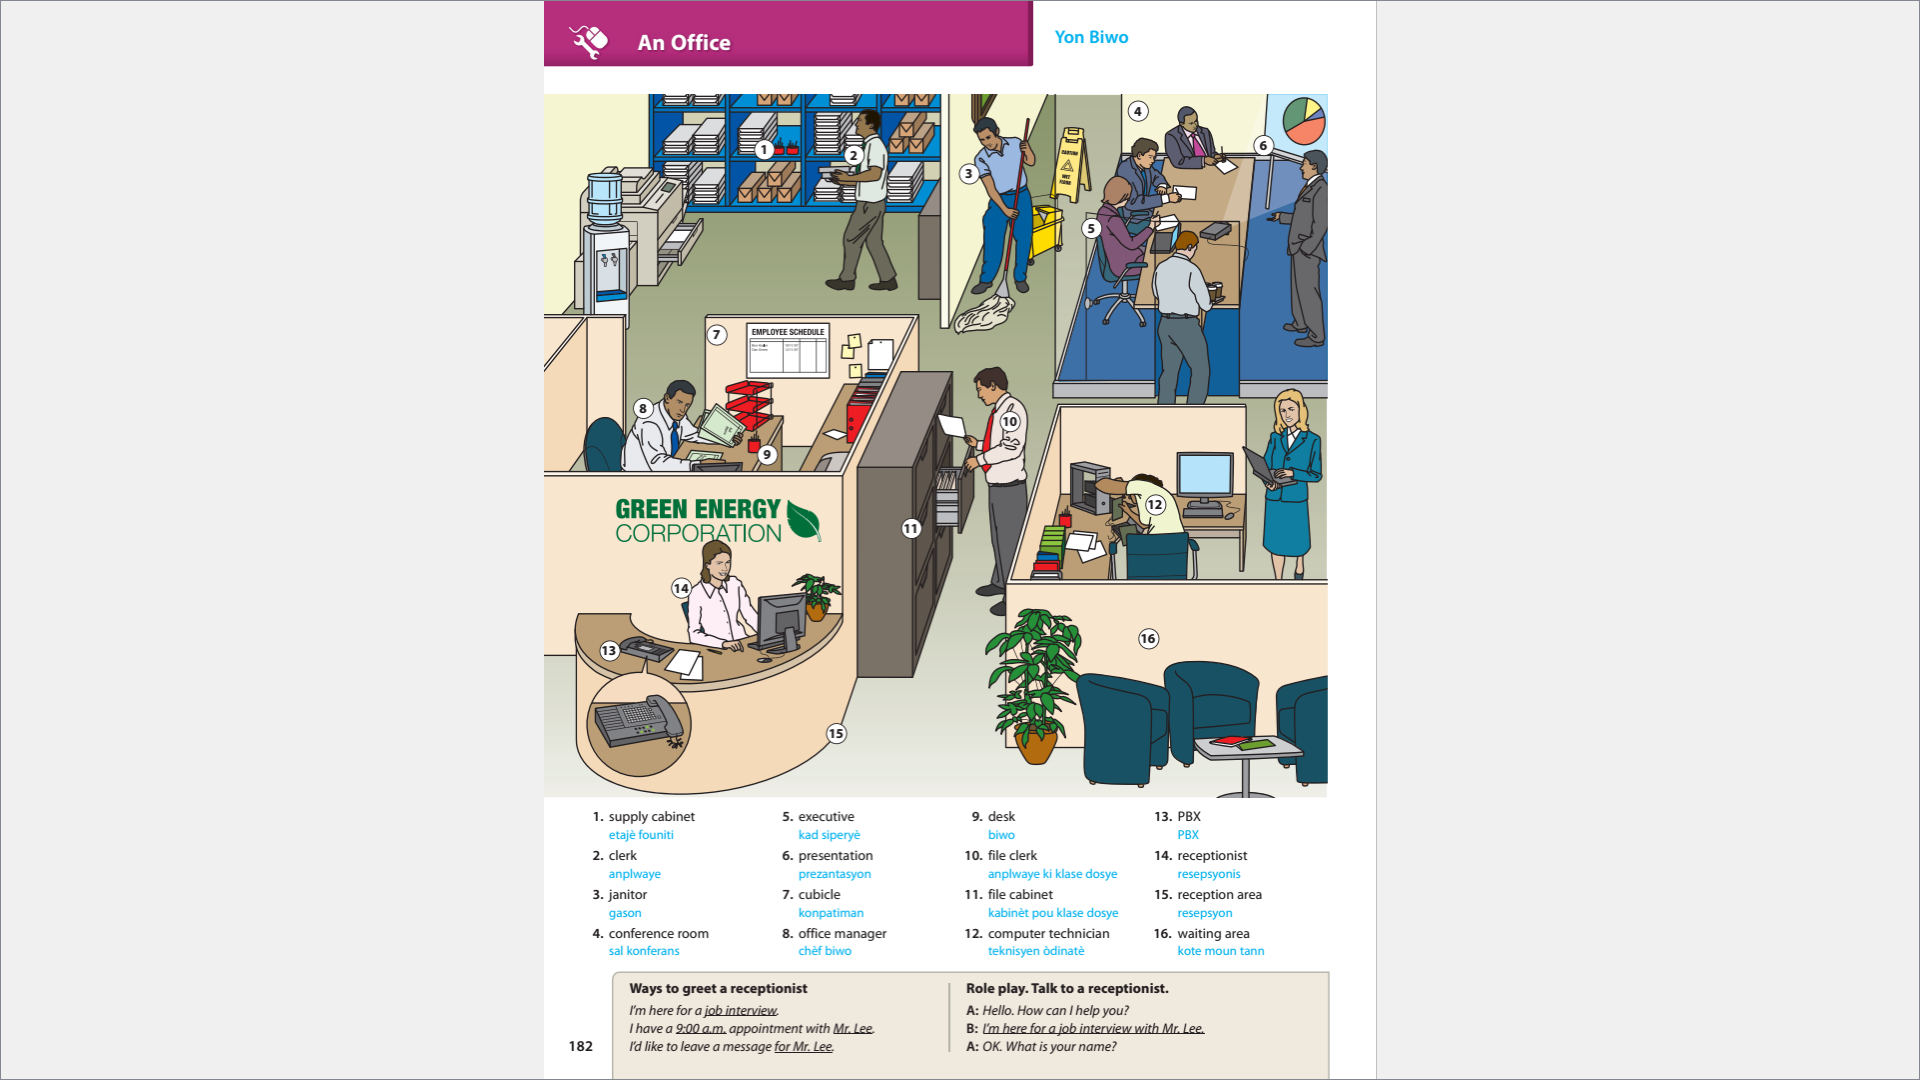 An Office
Yon Biwo
4
1
2
6
3
CAUTION
WET
FLOOR
5
7
EMPLOYEE SCHEDULE
8
10
9
12
GREEN ENERGY
CORPORATION
11
14
16
13
15
1. supply cabinet
etajè founiti
2. clerk
anplwaye
3. janitor
gason
4. conference room
sal konferans
5. executive
kad siperyè
6. presentation
prezantasyon
7. cubicle
konpatiman
8. office manager
chèf biwo
9. desk
biwo
10. file clerk
anplwaye ki klase dosye
11. file cabinet
kabinèt pou klase dosye
12. computer technician
teknisyen òdinatè
13. PBX
PBX
14. receptionist
resepsyonis
15. reception area
resepsyon
16. waiting area
kote moun tann
Ways to greet a receptionist
I'm here for a job interview.
I have a 9:00 a.m. appointment with Mr. Lee.
I'd like to leave a message for Mr. Lee.
Role play. Talk to a receptionist.
A: Hello. How can I help you?
B: I'm here for a job interview with Mr. Lee.
A: OK. What is your name?
182